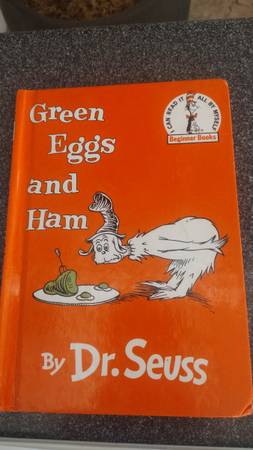 Green
Eggs
and
Ham
I CAN READ IT ALL BY MYSELF
Beginner Books
By Dr. Seuss